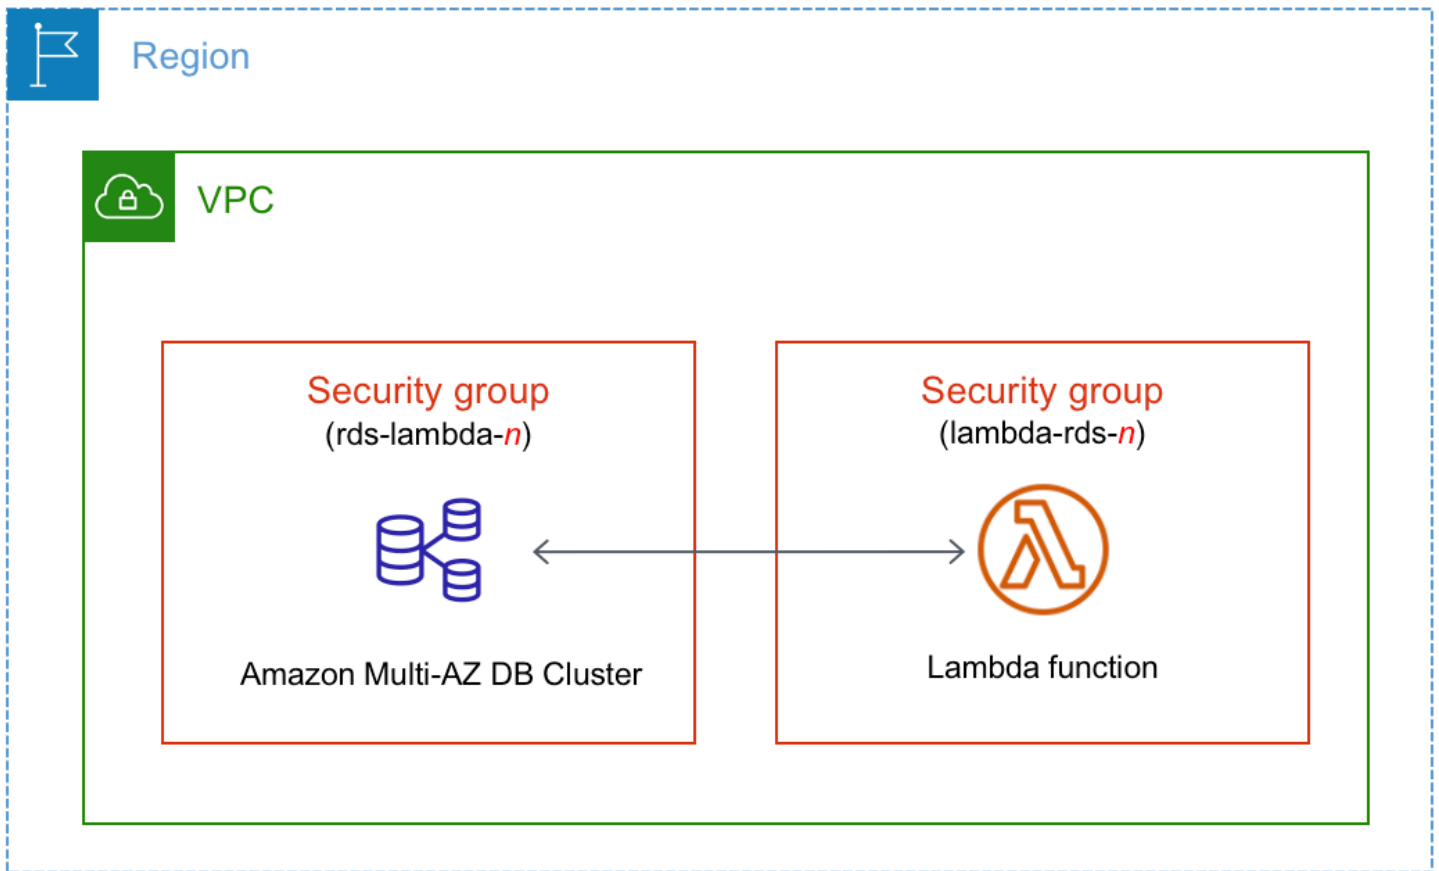 Region
VPC
Security group
(rds-lambda-n)
Amazon Multi-AZ DB Cluster
Security group
(lambda-rds-n)
Lambda function